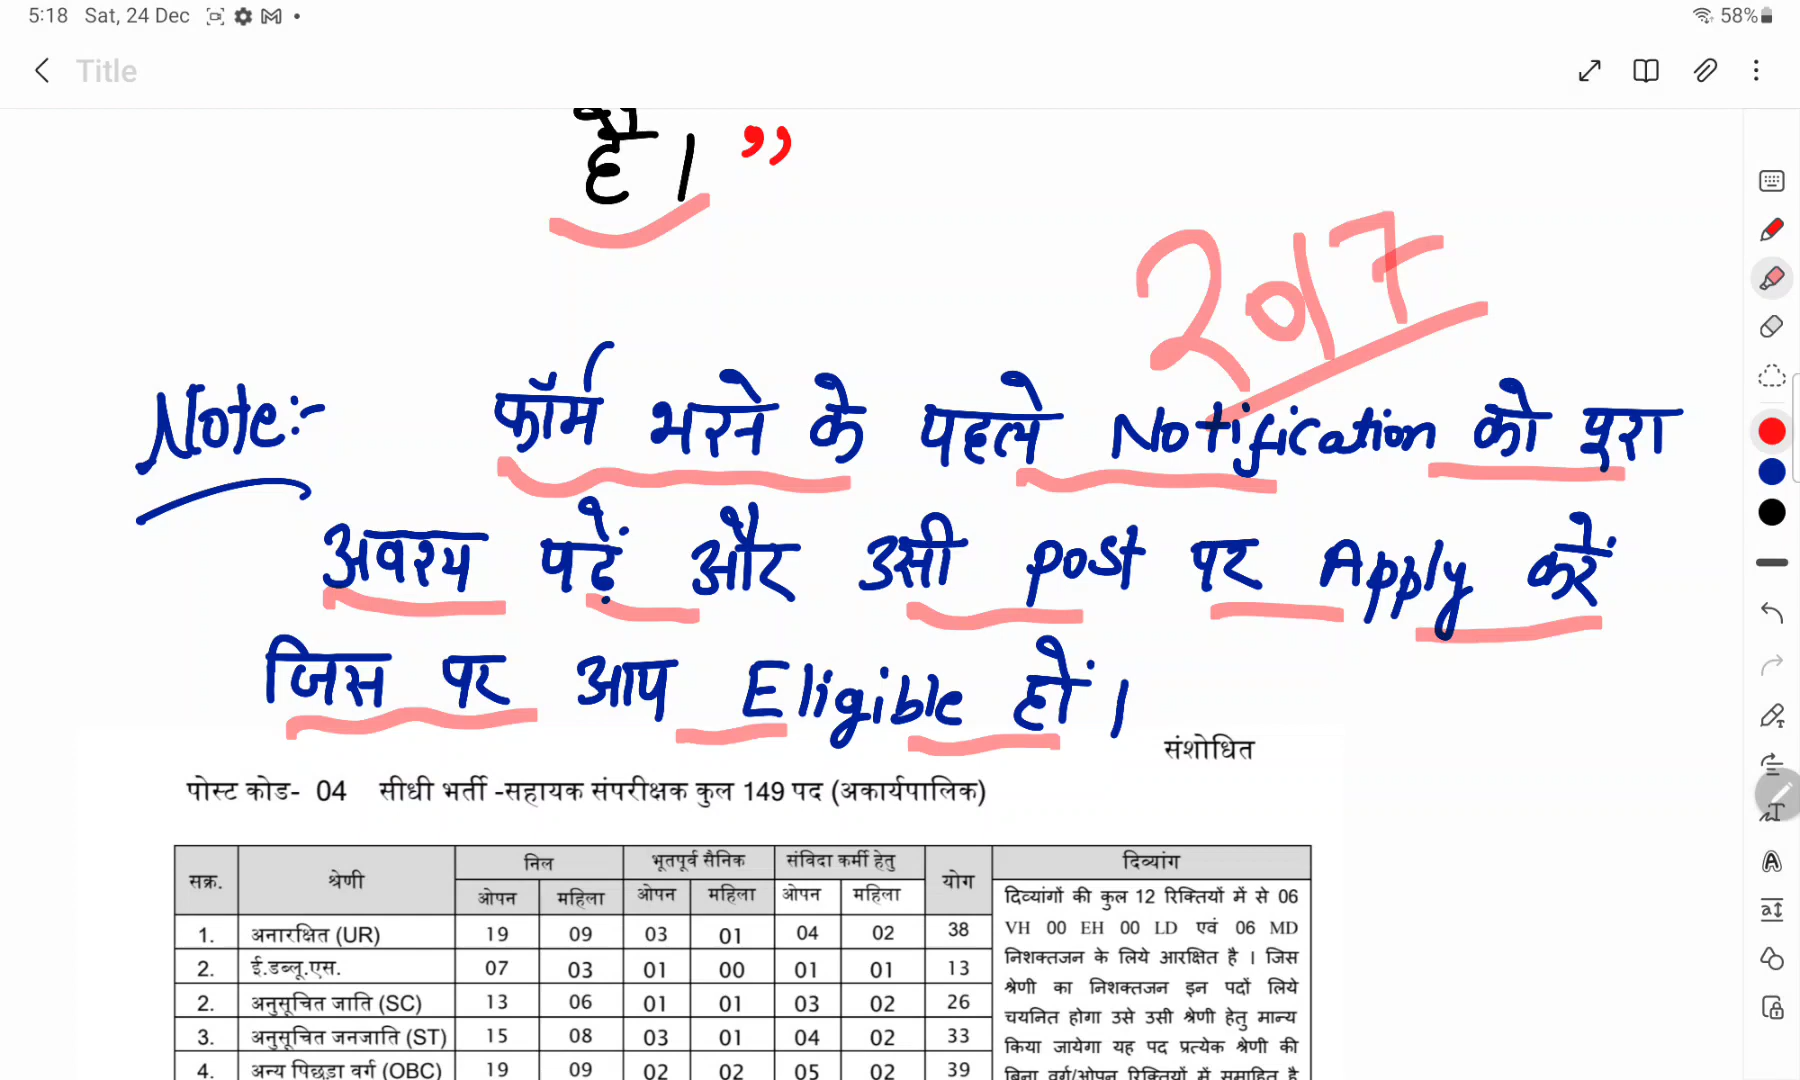 5:18 Sat, 24 Dec
58%
Title
है। ”
2017
Note:- फॉर्म भरने के पहले Notification को पूरा
अवश्य पढ़ें और उसी post पर Apply करें
जिस पर आप Eligible हों।
संशोधित
पोस्ट कोड- 04 सीधी भर्ती -सहायक संपरीक्षक कुल 149 पद (अकार्यपालिक)
सक्र. श्रेणी निल भूतपूर्व सैनिक संविदा कर्मी हेतु योग दिव्यांग
ओपन महिला ओपन महिला ओपन महिला
1. अनारक्षित (UR) 19 09 03 01 04 02 38
2. ई.डब्लू.एस. 07 03 01 00 01 01 13
2. अनुसूचित जाति (SC) 13 06 01 01 03 02 26
3. अनुसूचित जनजाति (ST) 15 08 03 01 04 02 33
4. अन्य पिछड़ा वर्ग (OBC) 19 09 02 02 05 02 39
दिव्यांगों की कुल 12 रिक्तियों में से 06
VH 00 EH 00 LD एवं 06 MD
निशक्तजन के लिये आरक्षित है । जिस
श्रेणी का निशक्तजन इन पदों लिये
चयनित होगा उसे उसी श्रेणी हेतु मान्य
किया जायेगा यह पद प्रत्येक श्रेणी की
बिना वर्ग/ओपन रिक्तियों में समाहित है